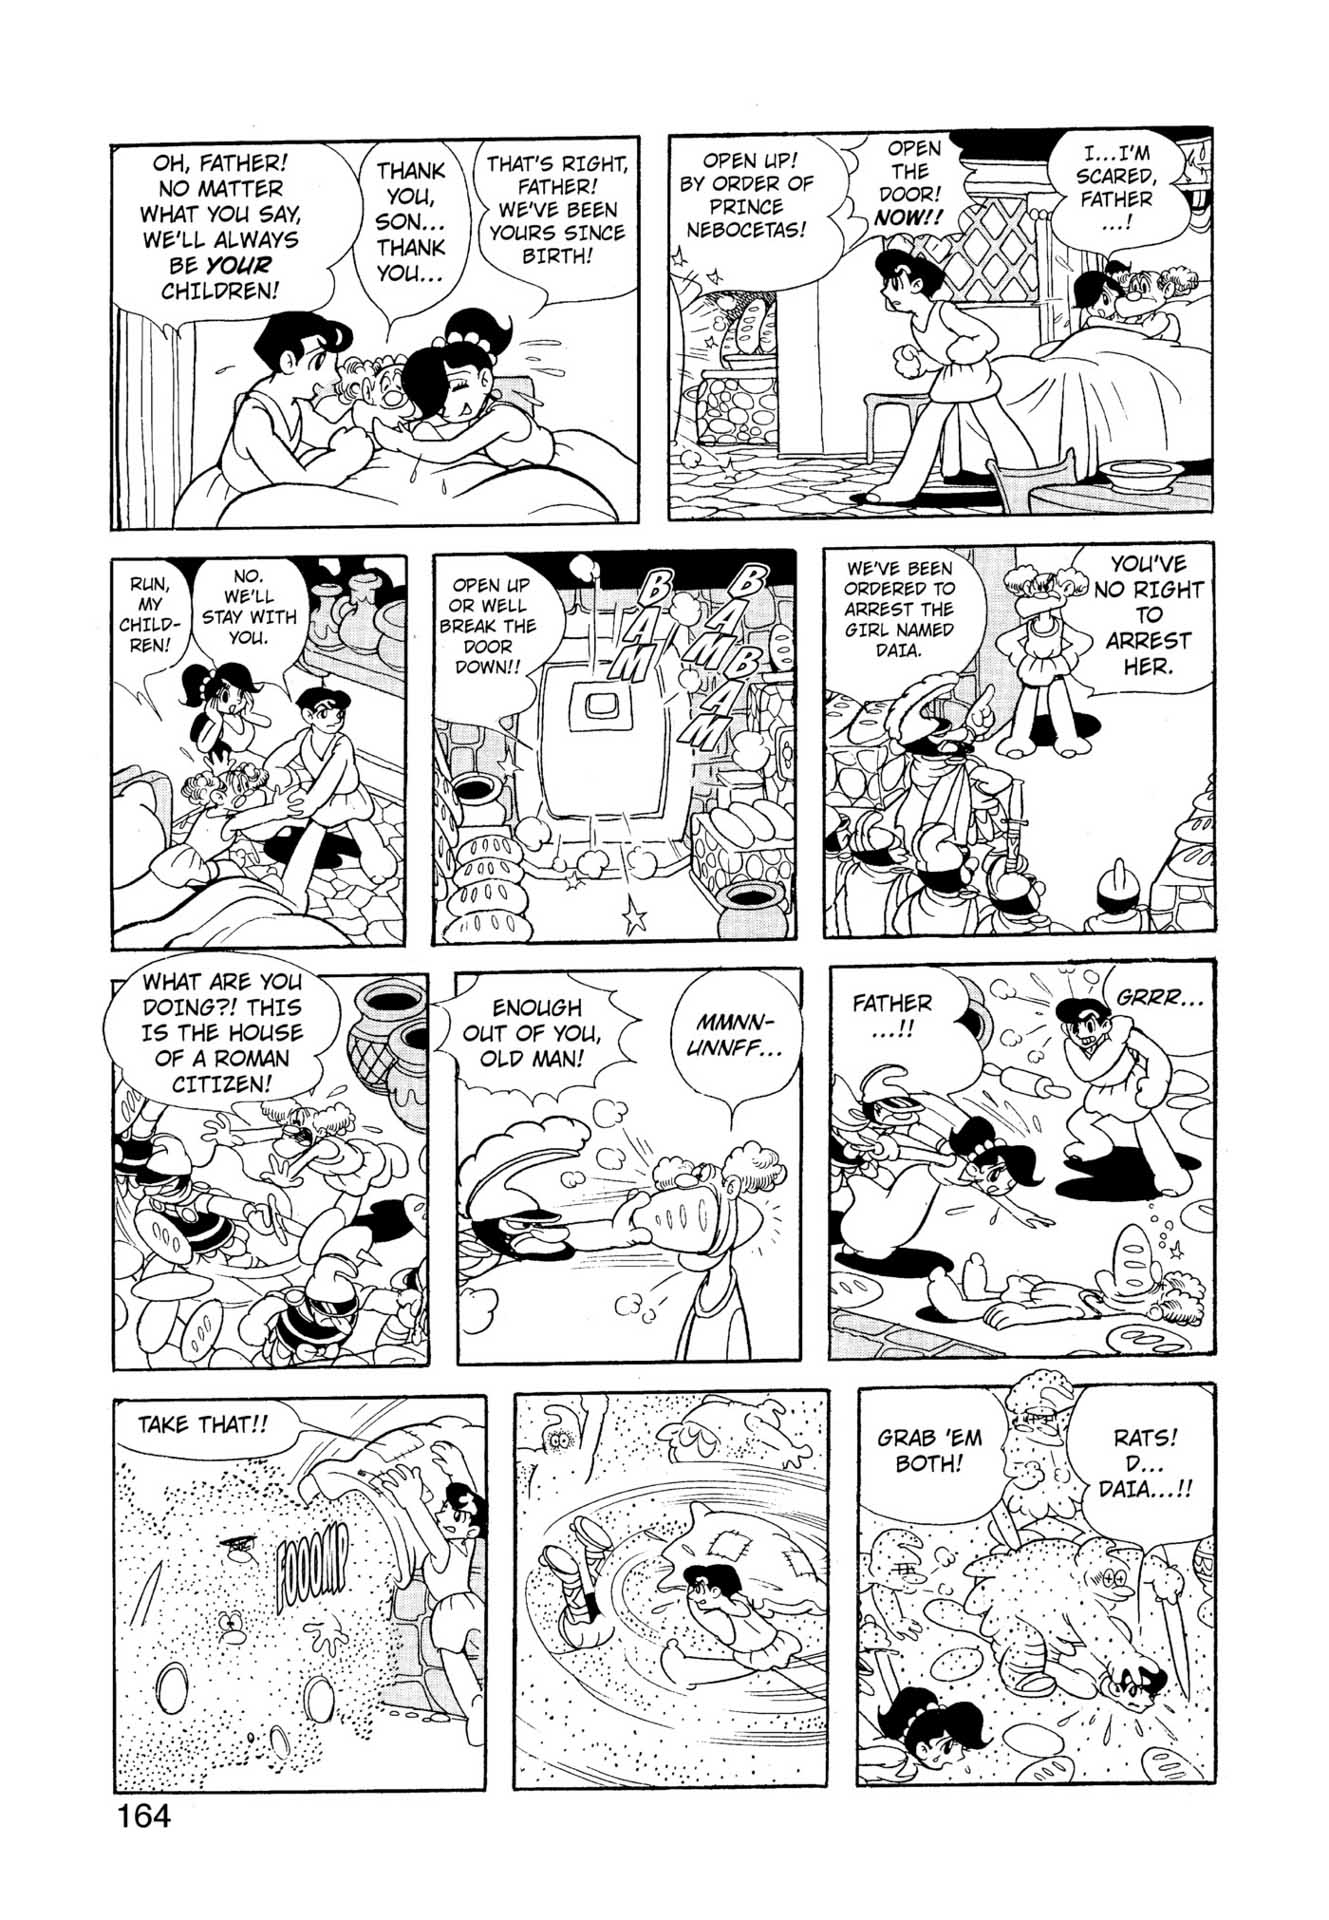 OH, FATHER!
NO MATTER
WHAT YOU SAY,
WE'LL ALWAYS
BE YOUR
CHILDREN!
THANK
YOU,
SON...
THANK
YOU...
THAT'S RIGHT,
FATHER!
WE'VE BEEN
YOURS SINCE
BIRTH!
OPEN UP!
BY ORDER OF
PRINCE
NEBOCETAS!
OPEN
THE
DOOR!
NOW!!
I...I'M
SCARED,
FATHER
...!
RUN,
MY
CHILD-
REN!
NO.
WE'LL
STAY WITH
YOU.
OPEN UP
OR WELL
BREAK THE
DOOR
DOWN!!
BAM
BAM
BAM
WE'VE BEEN
ORDERED TO
ARREST THE
GIRL NAMED
DAIA.
YOU'VE
NO RIGHT
TO
ARREST
HER.
WHAT ARE YOU
DOING?! THIS
IS THE HOUSE
OF A ROMAN
CITIZEN!
ENOUGH
OUT OF YOU,
OLD MAN!
MMNN-
UNNFF...
FATHER
...!!
GRRR...
TAKE THAT!!
FOOOMP
GRAB 'EM
BOTH!
RATS!
D...
DAIA...!!
164